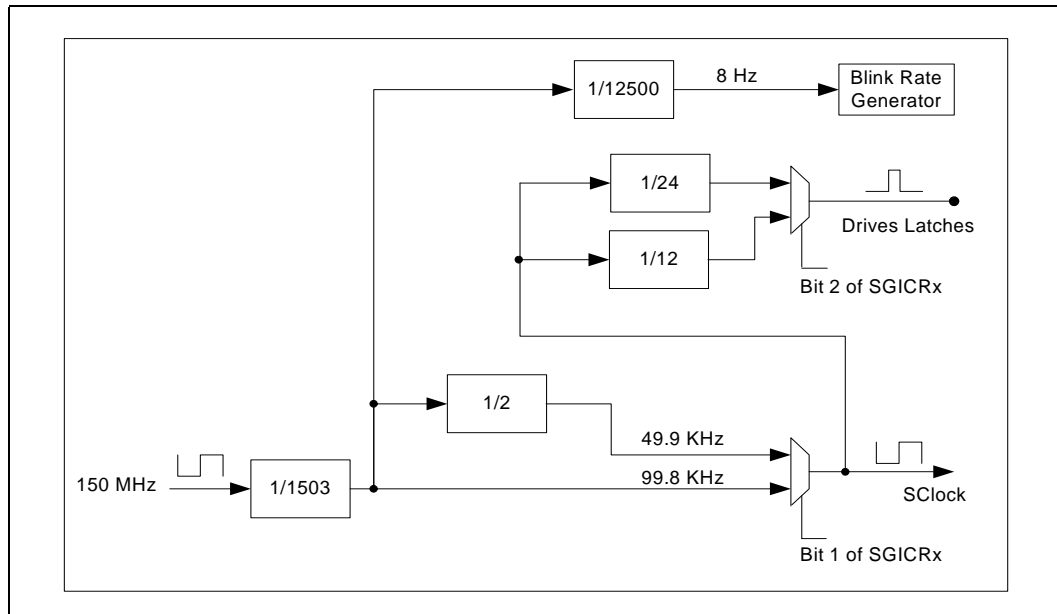 1/12500
8 Hz
Blink Rate
Generator
1/24
Drives Latches
1/12
Bit 2 of SGICRx
1/2
49.9 KHz
150 MHz
1/1503
99.8 KHz
SClock
Bit 1 of SGICRx